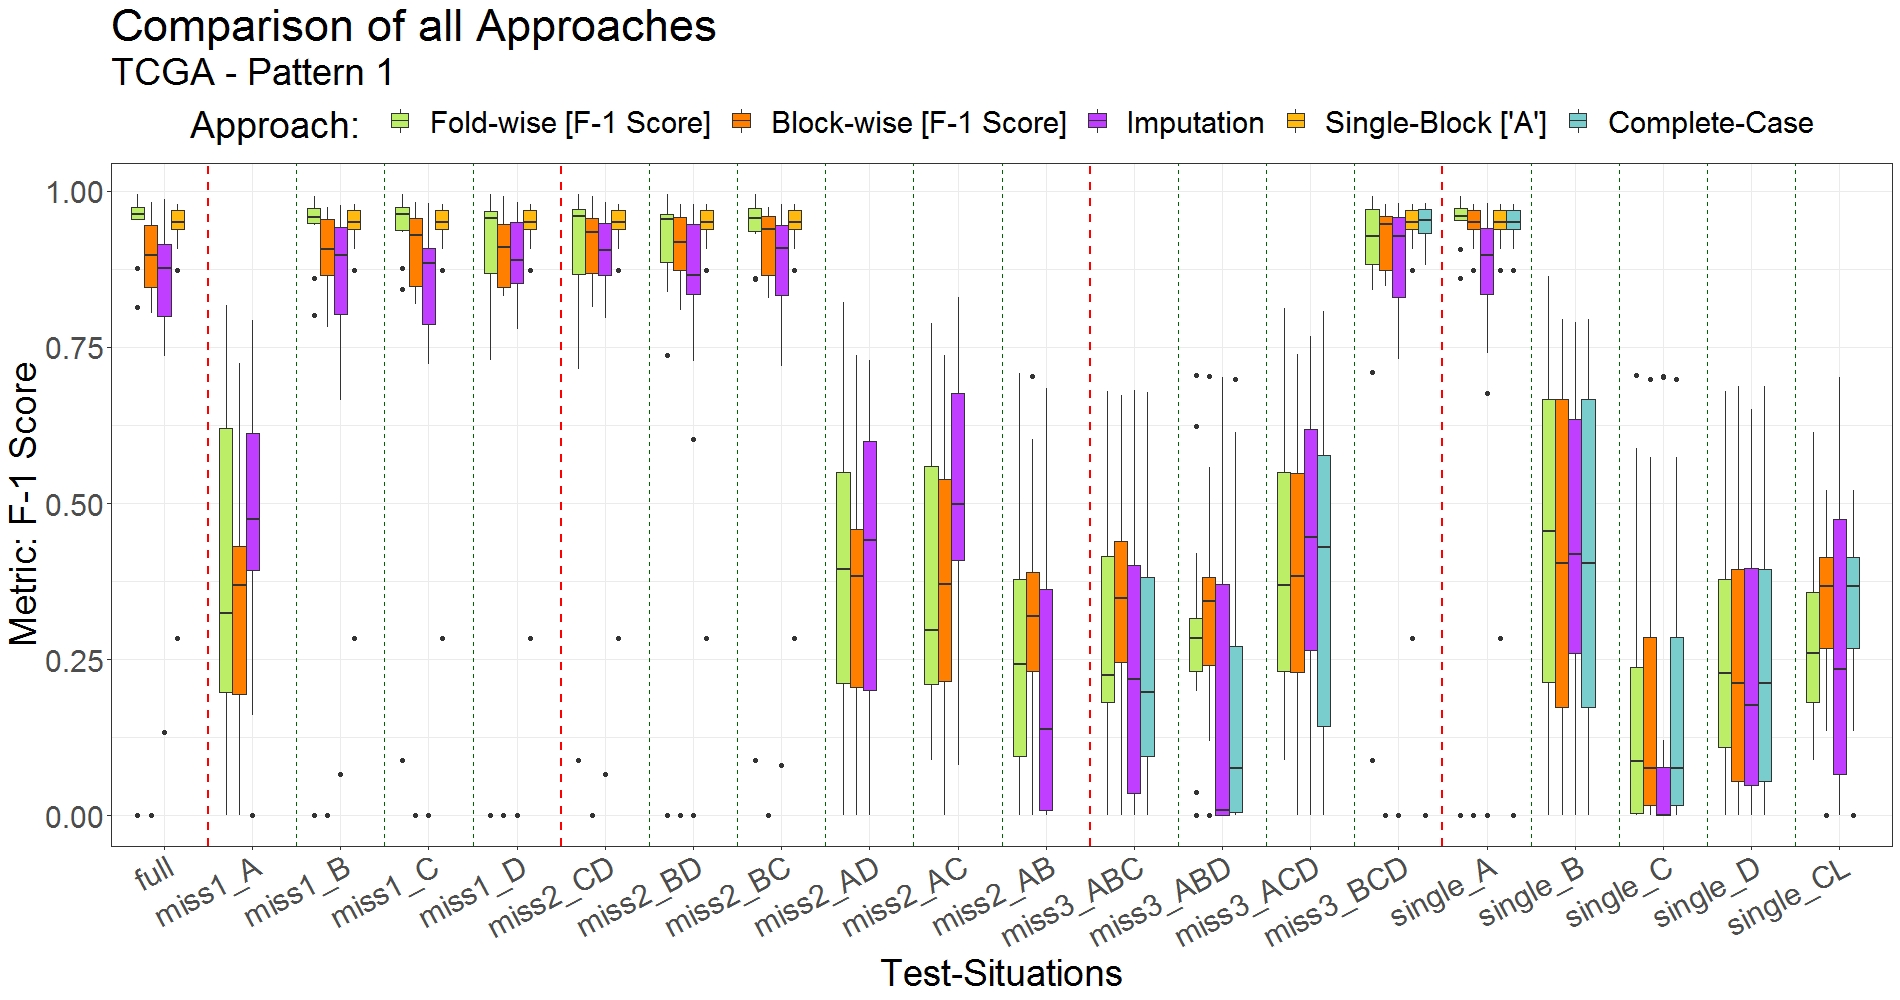 Comparison of all Approaches
TCGA - Pattern 1
Approach: Fold-wise [F-1 Score] Block-wise [F-1 Score] Imputation Single-Block ['A'] Complete-Case
Metric: F-1 Score
1.00
0.75
0.50
0.25
0.00
full miss1_A miss1_B miss1_C miss1_D miss2_CD miss2_BD miss2_BC miss2_AD miss2_AC miss2_AB miss3_ABC miss3_ABD miss3_ACD miss3_BCD single_A single_B single_C single_D single_CL
Test-Situations